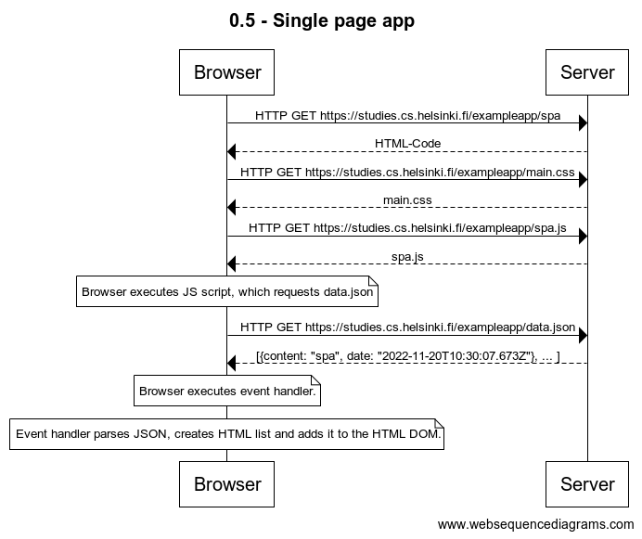 0.5 - Single page app
Browser
Server
HTTP GET https://studies.cs.helsinki.fi/exampleapp/spa
HTML-Code
HTTP GET https://studies.cs.helsinki.fi/exampleapp/main.css
main.css
HTTP GET https://studies.cs.helsinki.fi/exampleapp/spa.js
spa.js
Browser executes JS script, which requests data.json
HTTP GET https://studies.cs.helsinki.fi/exampleapp/data.json
[{content: "spa", date: "2022-11-20T10:30:07.673Z"}, ... ]
Browser executes event handler.
Event handler parses JSON, creates HTML list and adds it to the HTML DOM.
Browser
Server
www.websequencediagrams.com